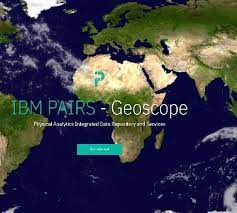 P
IBM PAIRS - Geoscope
Physical Analytics Integrated Data Repository and Services